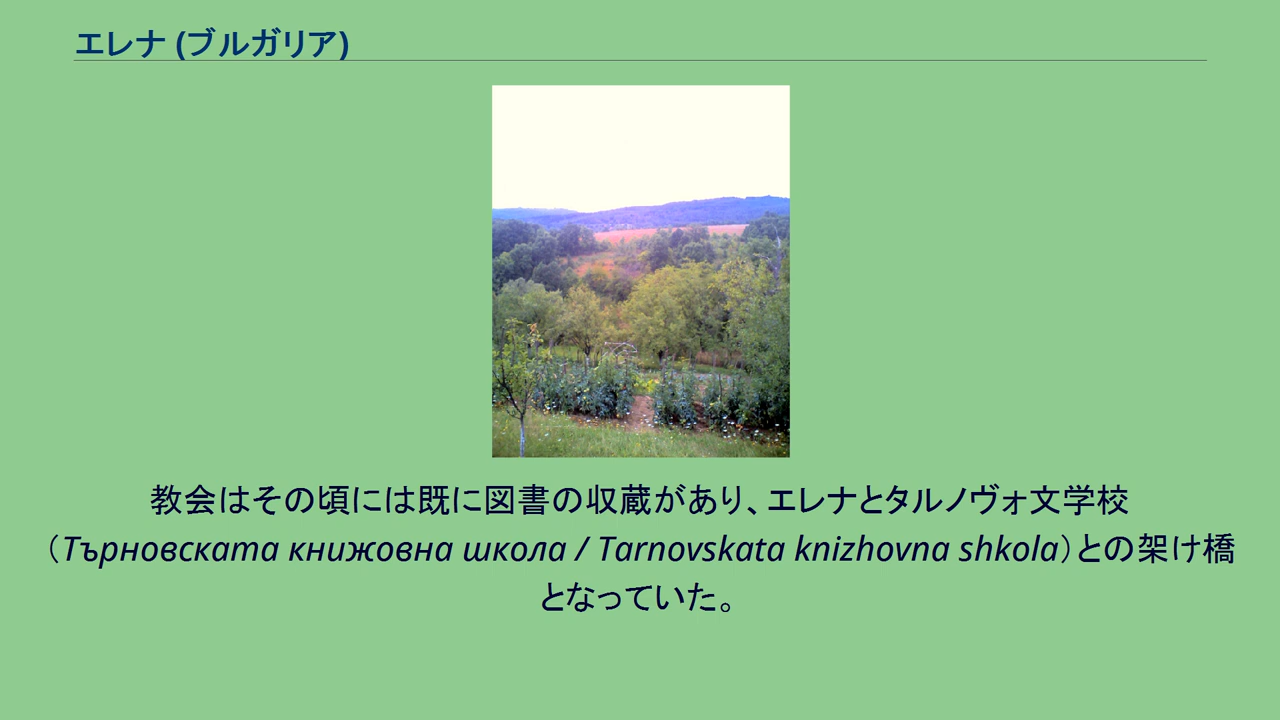 エレナ (ブルガリア)
教会はその頃には既に図書の収蔵があり、エレナとタルノヴォ文学校
（Търновската книжовна школа / Tarnovskata knizhovna shkola）との架け橋
となっていた。